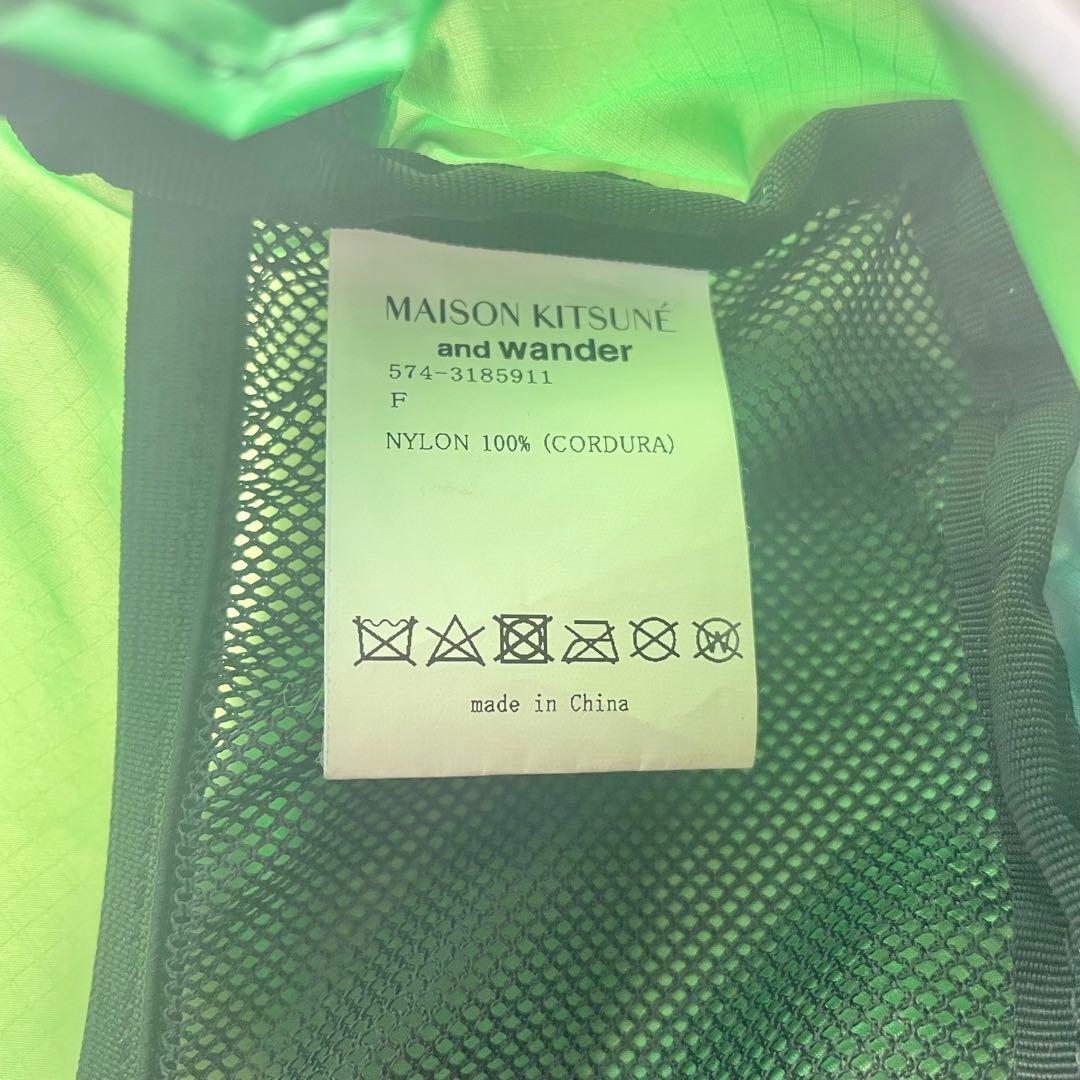 MAISON KITSUNÉ
and wander
574-3185911
F
NYLON 100% (CORDURA)
W
made in China